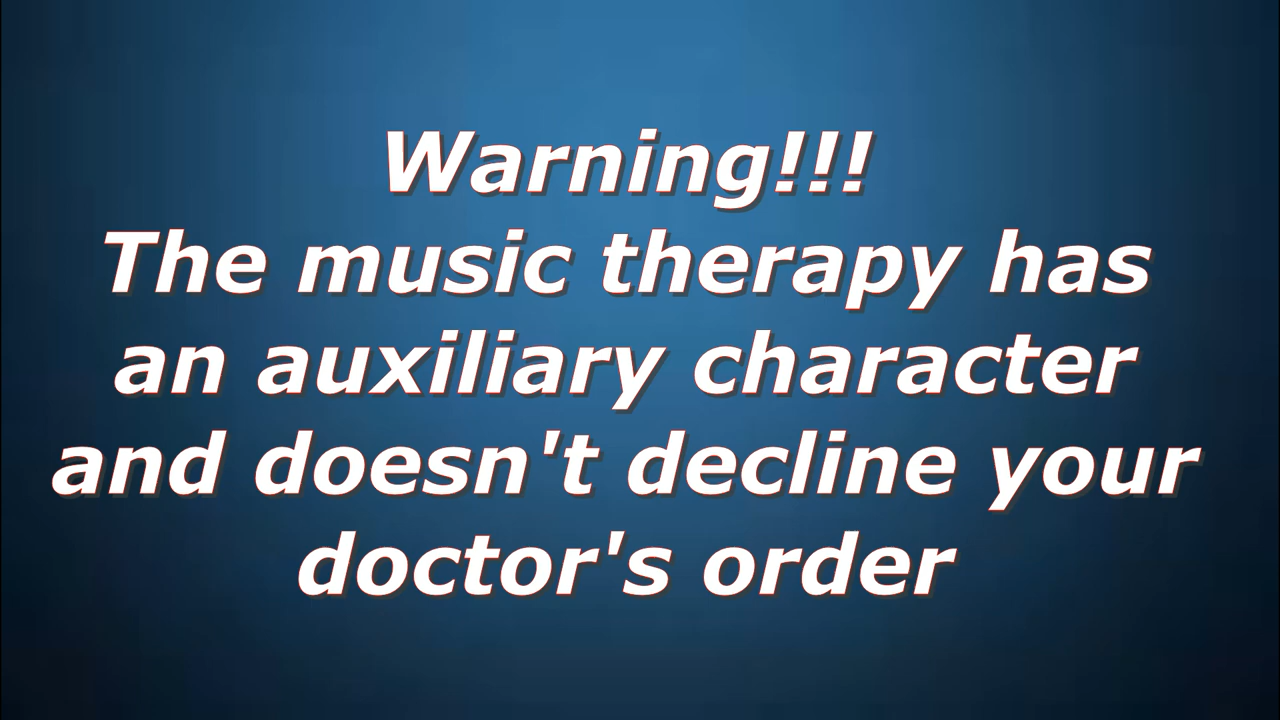 Warning!!!
The music therapy has
an auxiliary character
and doesn't decline your
doctor's order